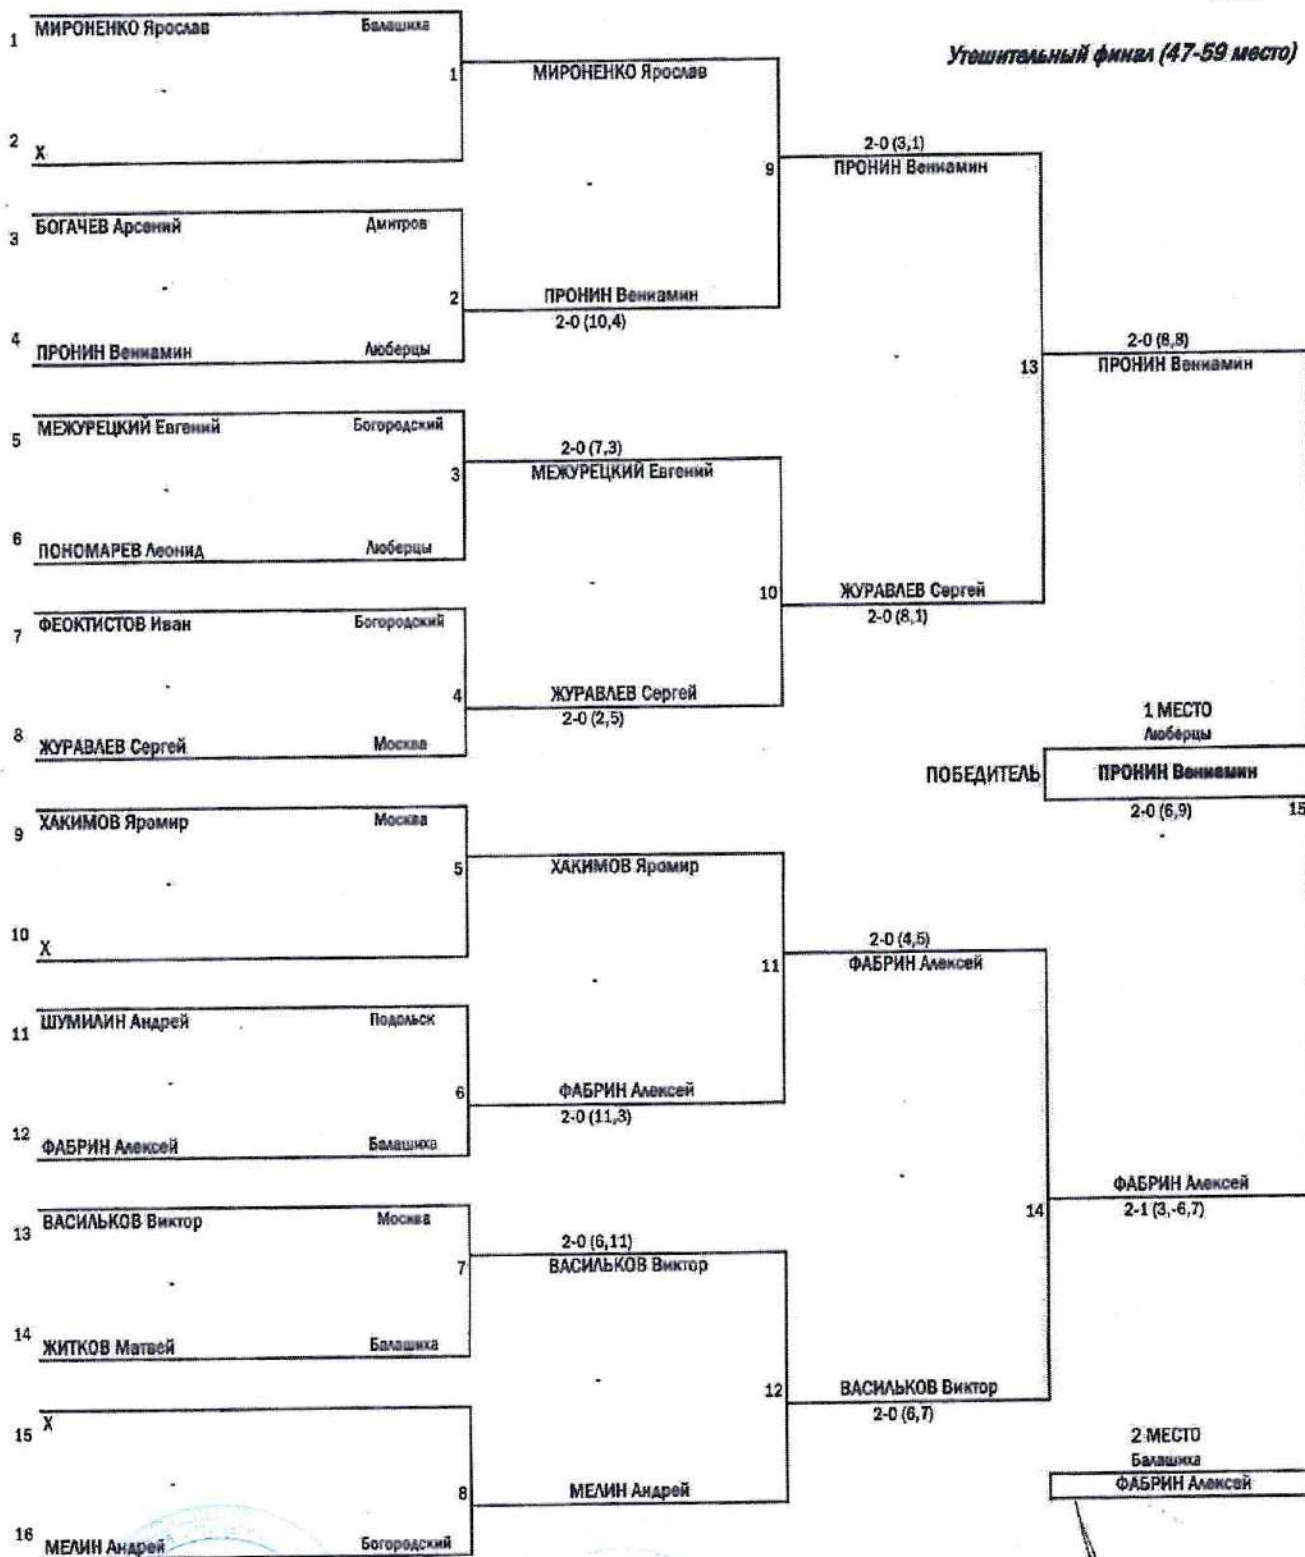 Утешительный финал (47-59 место)
1 МИРОНЕНКО Ярослав Балашиха
1 МИРОНЕНКО Ярослав
2 X
2-0 (3,1)
9 ПРОНИН Вениамин
3 БОГАЧЕВ Арсений Дмитров
2 ПРОНИН Вениамин
2-0 (10,4)
4 ПРОНИН Вениамин Люберцы
2-0 (8,8)
13 ПРОНИН Вениамин
5 МЕЖУРЕЦКИЙ Евгений Богородский
2-0 (7,3)
3 МЕЖУРЕЦКИЙ Евгений
6 ПОНОМАРЕВ Леонид Люберцы
10 ЖУРАВЛЕВ Сергей
2-0 (8,1)
7 ФЕОКТИСТОВ Иван Богородский
4 ЖУРАВЛЕВ Сергей
2-0 (2,5)
8 ЖУРАВЛЕВ Сергей Москва
1 МЕСТО
Люберцы
ПОБЕДИТЕЛЬ ПРОНИН Вениамин
2-0 (6,9) 15
9 ХАКИМОВ Яромир Москва
5 ХАКИМОВ Яромир
10 X
2-0 (4,5)
11 ФАБРИН Алексей
11 ШУМИЛИН Андрей Подольск
6 ФАБРИН Алексей
2-0 (11,3)
12 ФАБРИН Алексей Балашиха
14 ФАБРИН Алексей
2-1 (3,-6,7)
13 ВАСИЛЬКОВ Виктор Москва
2-0 (6,11)
7 ВАСИЛЬКОВ Виктор
14 ЖИТКОВ Матвей Балашиха
12 ВАСИЛЬКОВ Виктор
2-0 (6,7)
15 X
2 МЕСТО
Балашиха
ФАБРИН Алексей
8 МЕЛИН Андрей
16 МЕЛИН Андрей Богородский